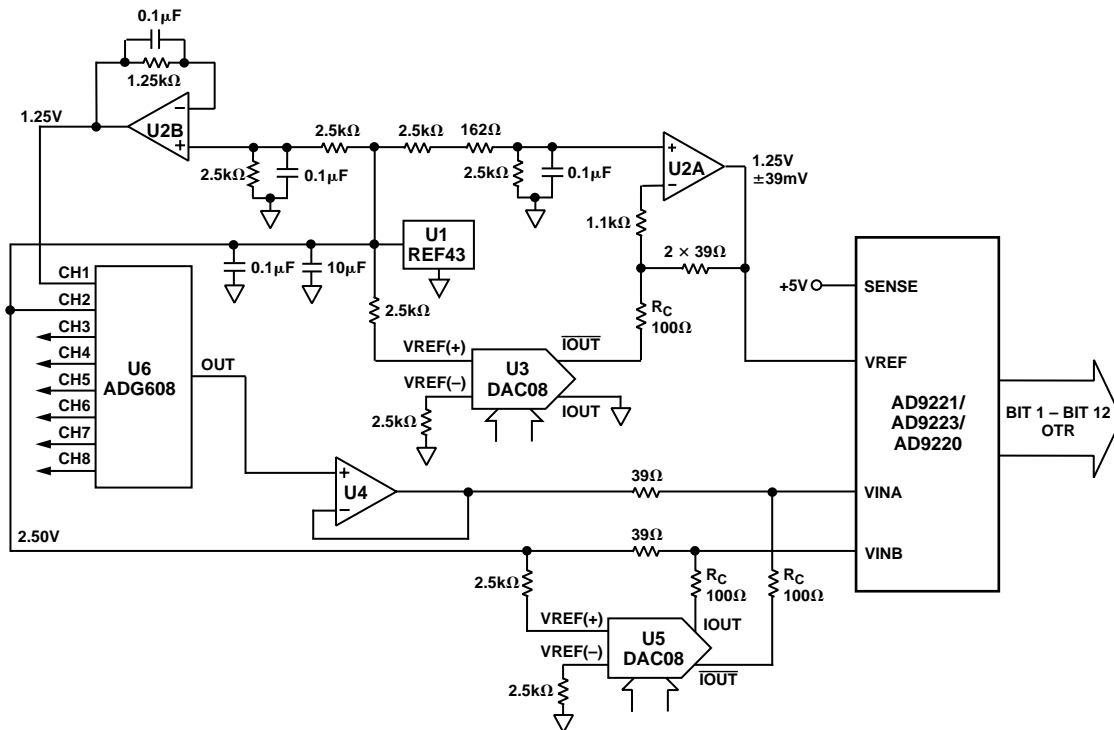 0.1µF
1.25kΩ
1.25V
–
U2B
+
2.5kΩ
2.5kΩ
162Ω
2.5kΩ
0.1µF
2.5kΩ
0.1µF
+
U2A
–
1.25V
±39mV
1.1kΩ
U1
REF43
2 × 39Ω
0.1µF
10µF
+5V
SENSE
CH1
CH2
CH3
CH4
CH5
CH6
CH7
CH8
U6
ADG608
OUT
2.5kΩ
RC
100Ω
VREF(+)
VREF(–)
U3
DAC08
IOUT
IOUT
2.5kΩ
VREF
AD9221/
AD9223/
AD9220
BIT 1 – BIT 12
OTR
+
U4
–
39Ω
VINA
2.50V
39Ω
VINB
2.5kΩ
RC
100Ω
RC
100Ω
VREF(+)
VREF(–)
U5
DAC08
IOUT
IOUT
2.5kΩ